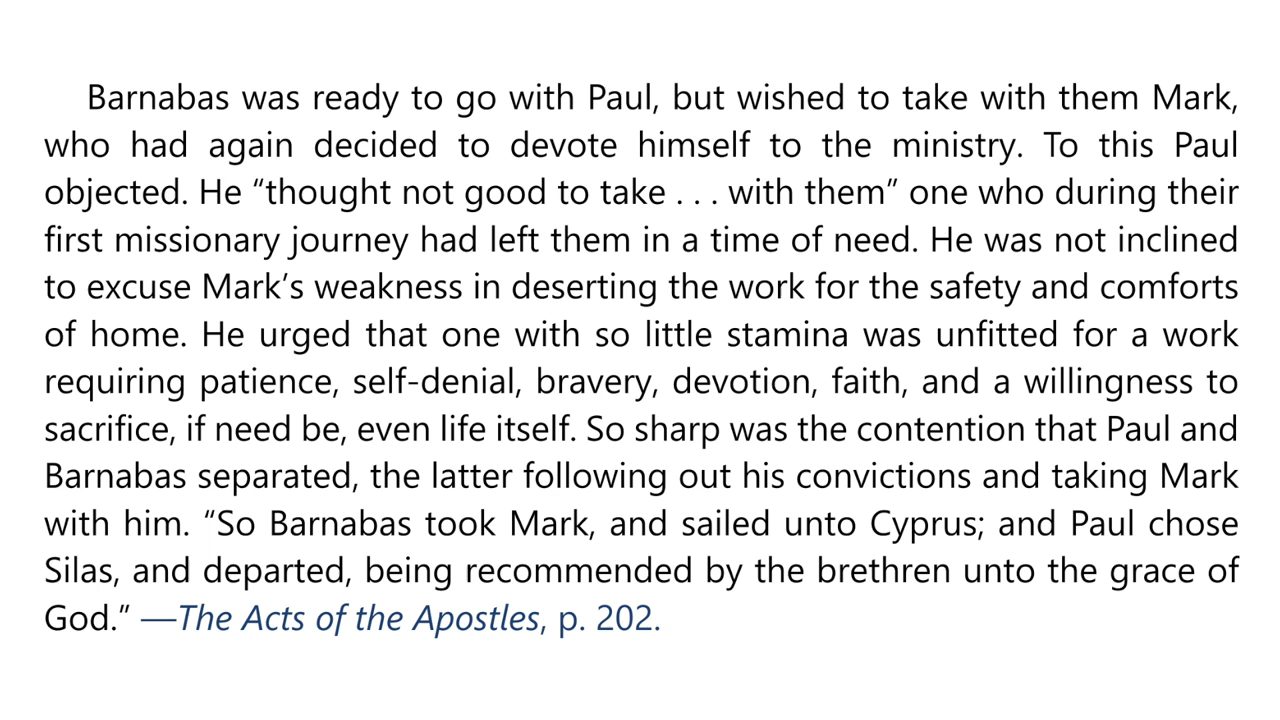 Barnabas was ready to go with Paul, but wished to take with them Mark,
who had again decided to devote himself to the ministry. To this Paul
objected. He “thought not good to take . . . with them” one who during their
first missionary journey had left them in a time of need. He was not inclined
to excuse Mark’s weakness in deserting the work for the safety and comforts
of home. He urged that one with so little stamina was unfitted for a work
requiring patience, self-denial, bravery, devotion, faith, and a willingness to
sacrifice, if need be, even life itself. So sharp was the contention that Paul and
Barnabas separated, the latter following out his convictions and taking Mark
with him. “So Barnabas took Mark, and sailed unto Cyprus; and Paul chose
Silas, and departed, being recommended by the brethren unto the grace of
God.” —The Acts of the Apostles, p. 202.